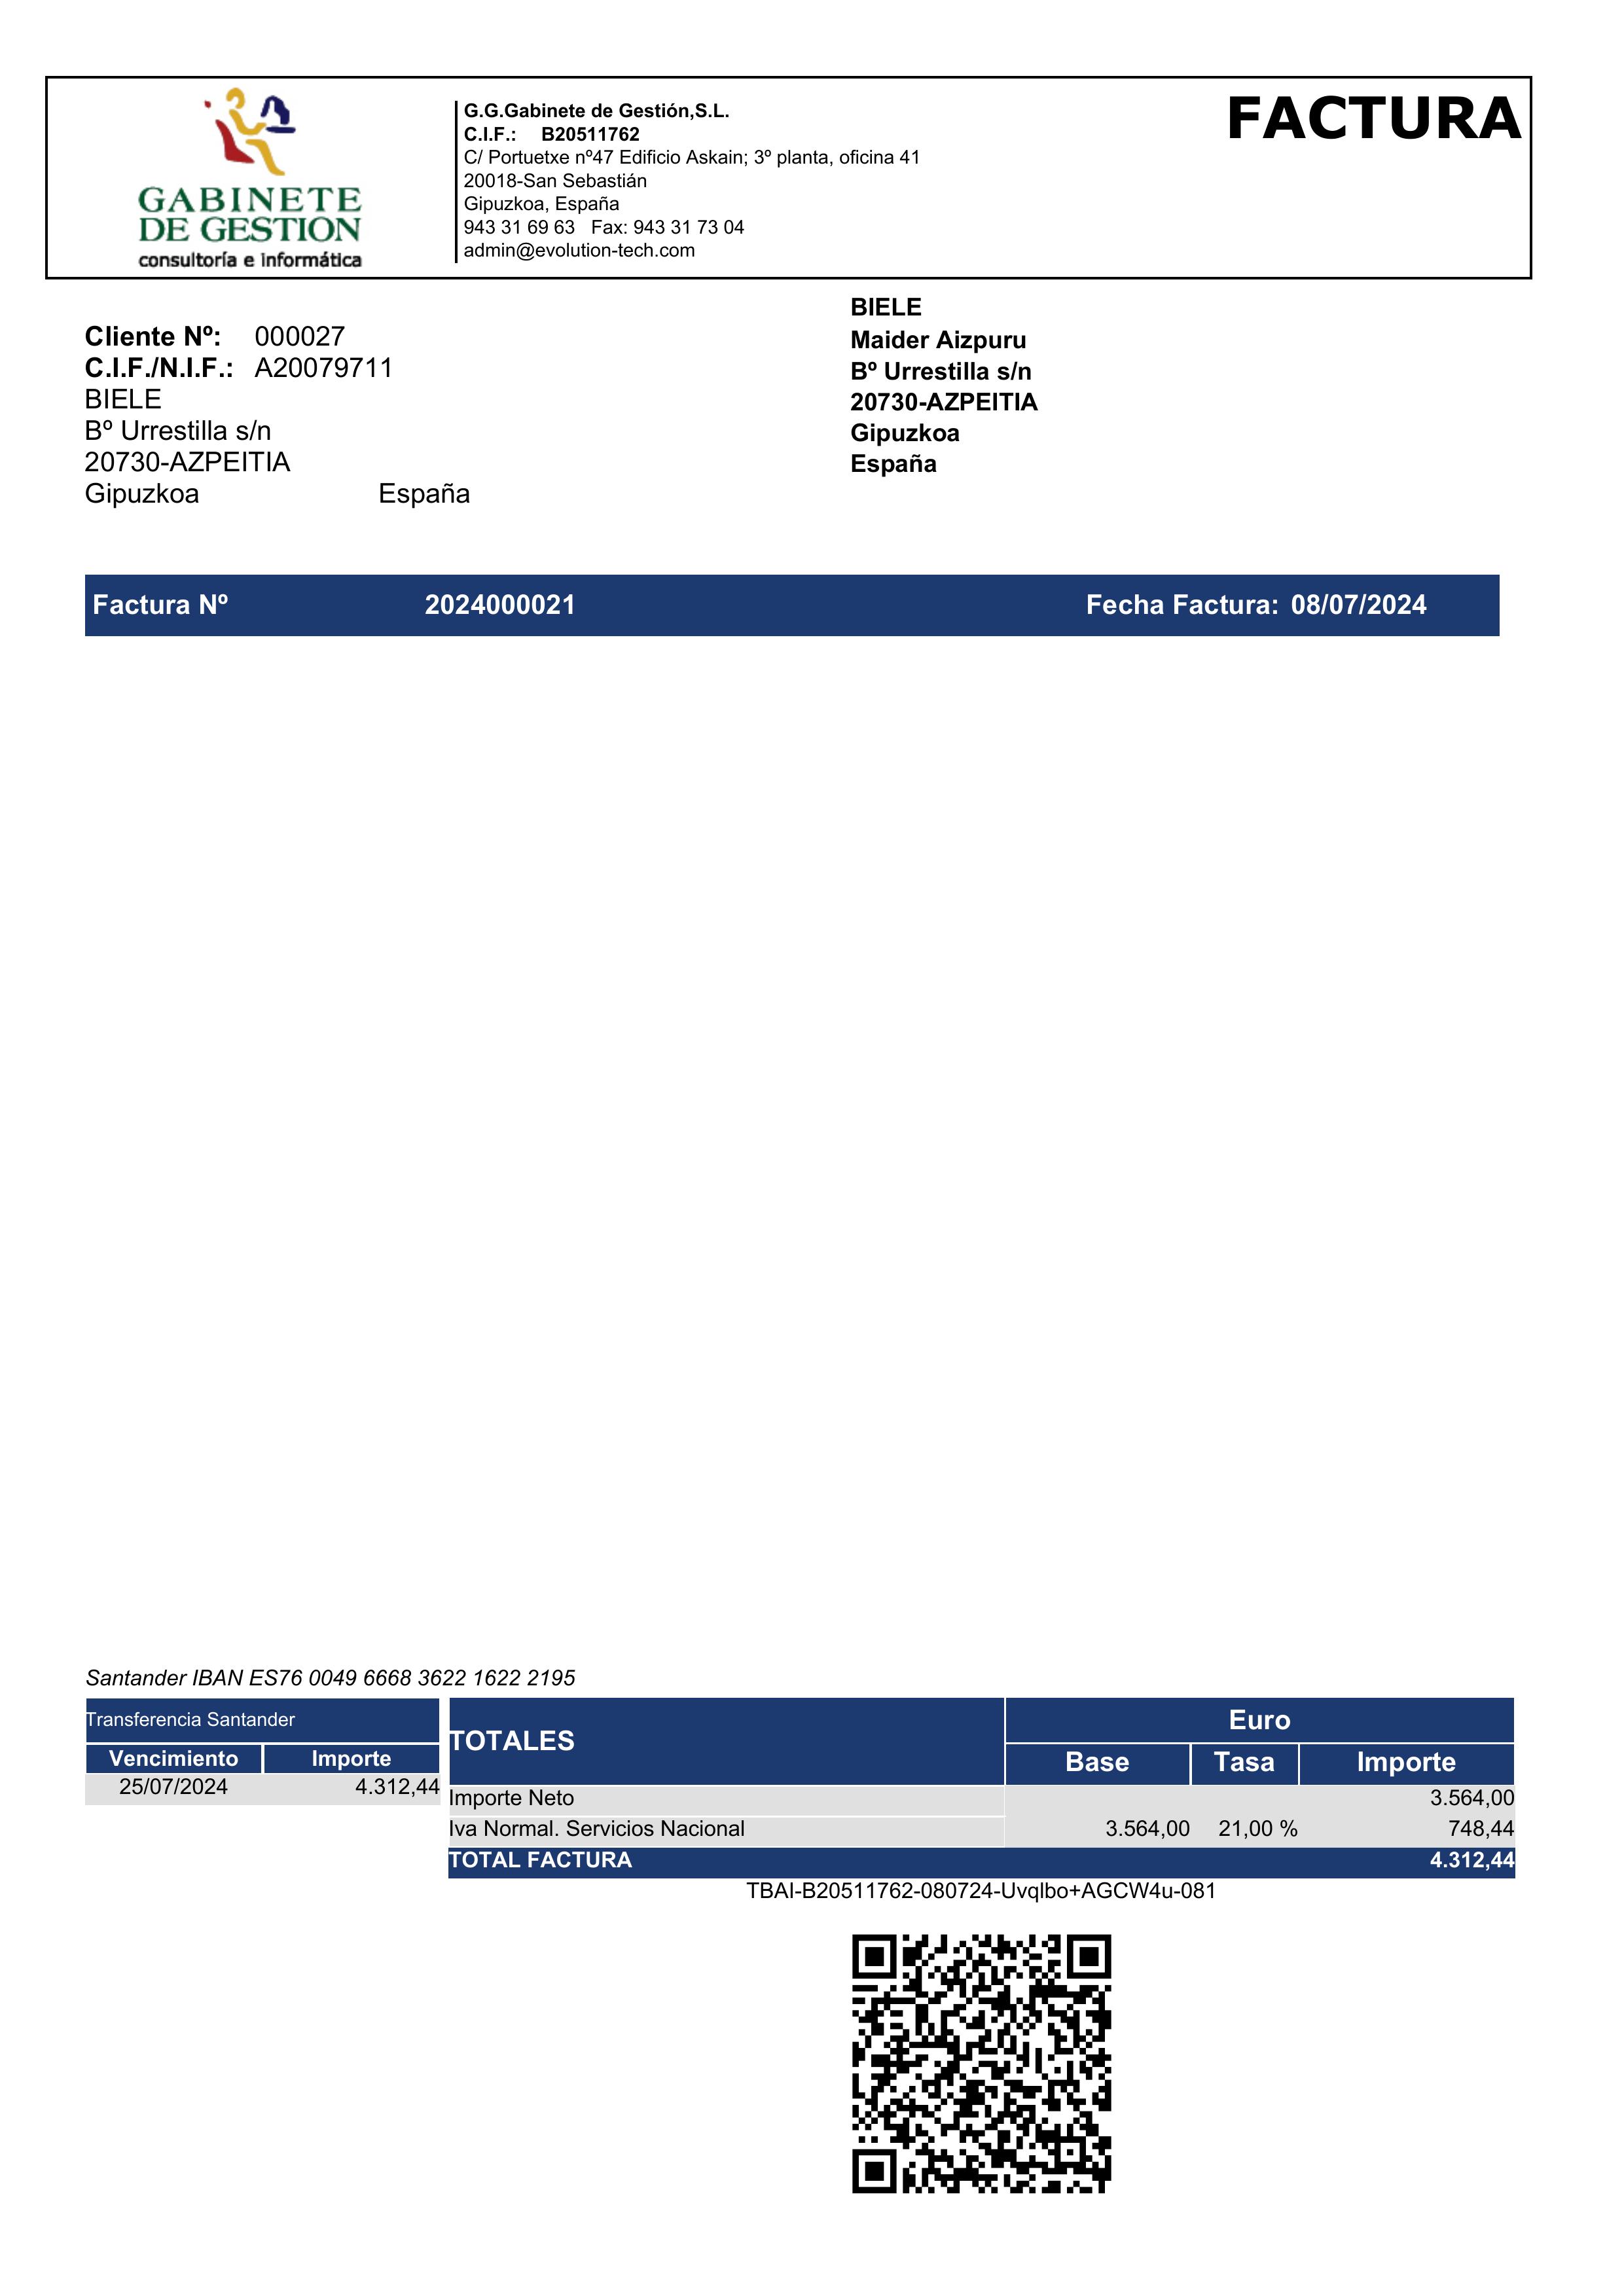 GABINETE
DE GESTION
consultoría e informática
G.G.Gabinete de Gestión,S.L.
C.I.F.: B20511762
C/ Portuetxe nº47 Edificio Askain; 3º planta, oficina 41
20018-San Sebastián
Gipuzkoa, España
943 31 69 63 Fax: 943 31 73 04
admin@evolution-tech.com
FACTURA
Cliente Nº: 000027
C.I.F./N.I.F.: A20079711
BIELE
Bº Urrestilla s/n
20730-AZPEITIA
Gipuzkoa España
BIELE
Maider Aizpuru
Bº Urrestilla s/n
20730-AZPEITIA
Gipuzkoa
España
Factura Nº 2024000021 Fecha Factura: 08/07/2024
Santander IBAN ES76 0049 6668 3622 1622 2195
Transferencia Santander
Vencimiento Importe
25/07/2024 4.312,44
TOTALES Euro
Base Tasa Importe
Importe Neto 3.564,00
Iva Normal. Servicios Nacional 3.564,00 21,00 % 748,44
TOTAL FACTURA 4.312,44
TBAI-B20511762-080724-Uvqlbo+AGCW4u-081